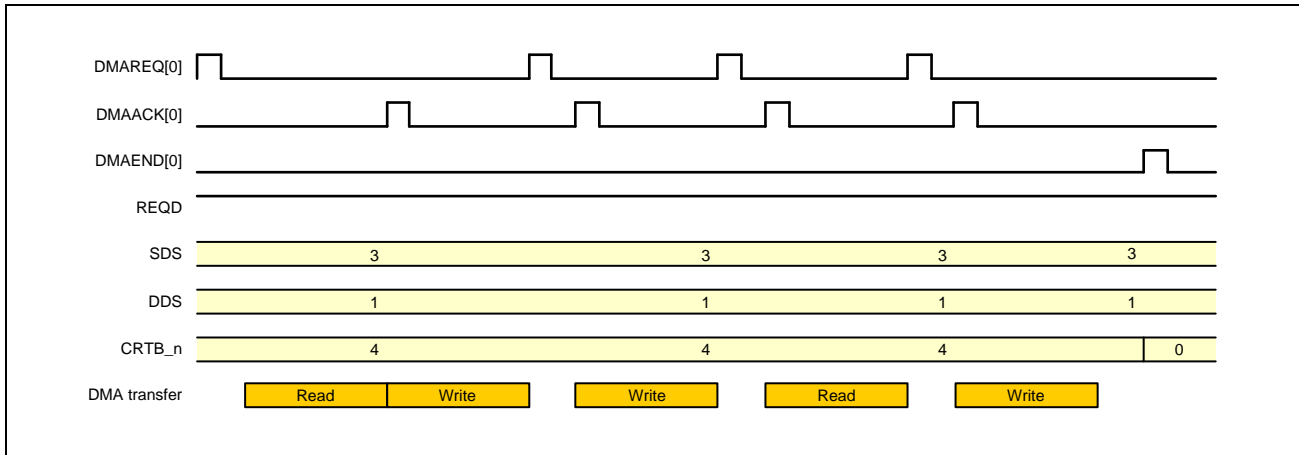 DMAREQ[0]
DMAACK[0]
DMAEND[0]
REQD
SDS 3 3 3 3
DDS 1 1 1 1
CRTB_n 4 4 4 0
DMA transfer Read Write Write Read Write